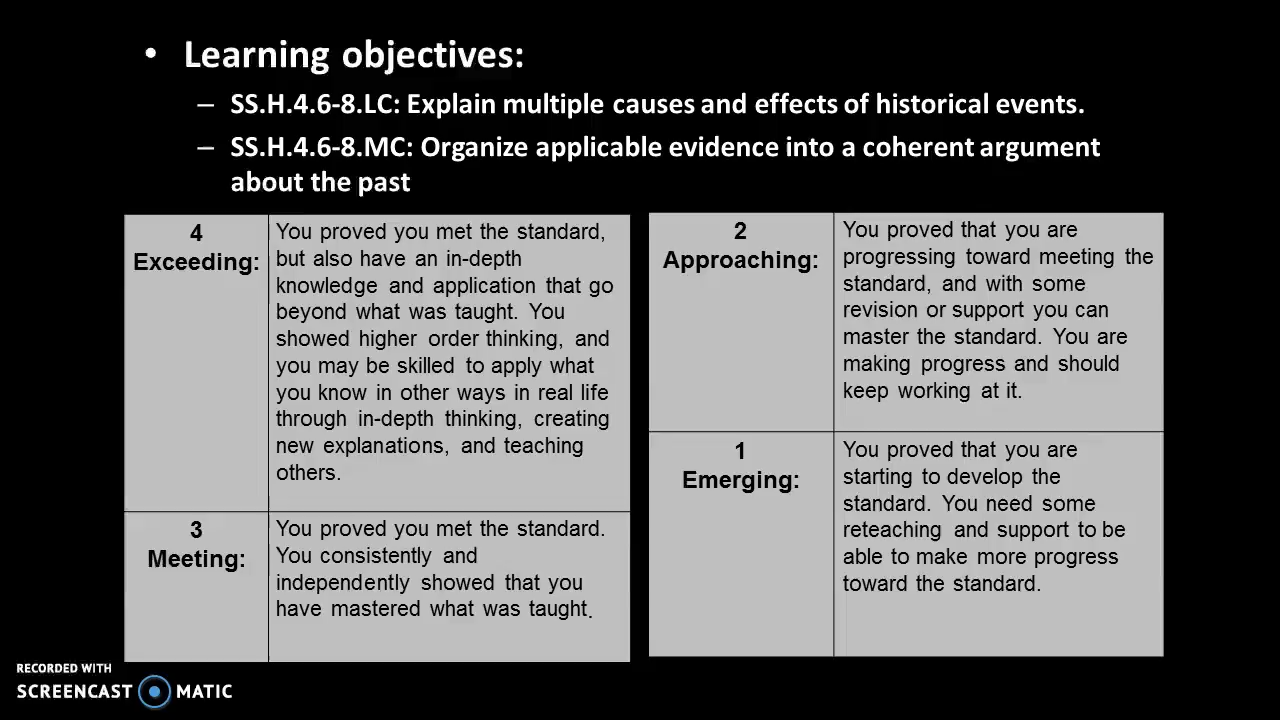 • Learning objectives:
– SS.H.4.6-8.LC: Explain multiple causes and effects of historical events.
– SS.H.4.6-8.MC: Organize applicable evidence into a coherent argument
about the past
4
Exceeding:
You proved you met the standard,
but also have an in-depth
knowledge and application that go
beyond what was taught. You
showed higher order thinking, and
you may be skilled to apply what
you know in other ways in real life
through in-depth thinking, creating
new explanations, and teaching
others.
3
Meeting:
You proved you met the standard.
You consistently and
independently showed that you
have mastered what was taught.
2
Approaching:
You proved that you are
progressing toward meeting the
standard, and with some
revision or support you can
master the standard. You are
making progress and should
keep working at it.
1
Emerging:
You proved that you are
starting to develop the
standard. You need some
reteaching and support to be
able to make more progress
toward the standard.
RECORDED WITH
SCREENCAST MATIC